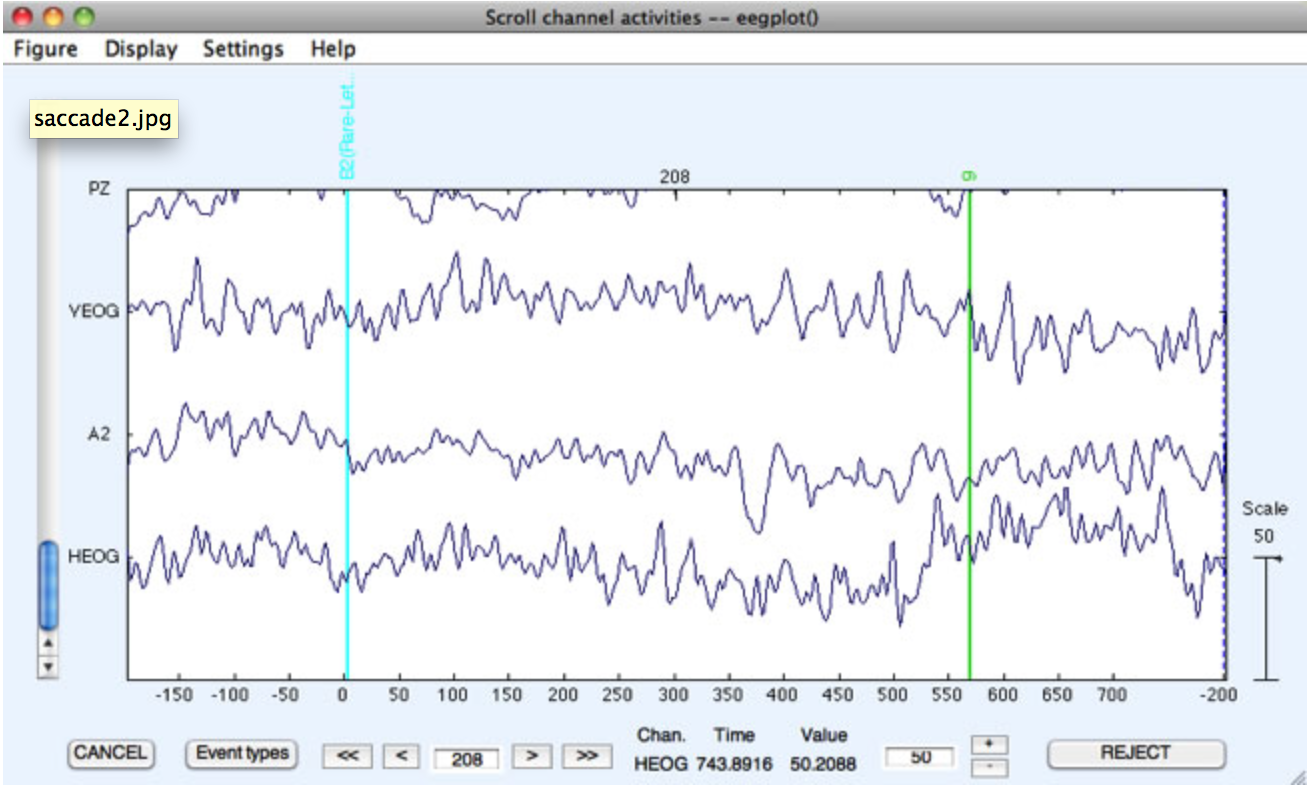 Scroll channel activities -- eegplot()
Figure Display Settings Help
saccade2.jpg
B2(Rare-Let...
208
9
PZ
YEOG
A2
HEOG
Scale
50
-150 -100 -50 0 50 100 150 200 250 300 350 400 450 500 550 600 650 700 -200
Chan. Time Value
CANCEL Event types << < 208 > >> HEOG 743.8916 50.2088 50 + - REJECT